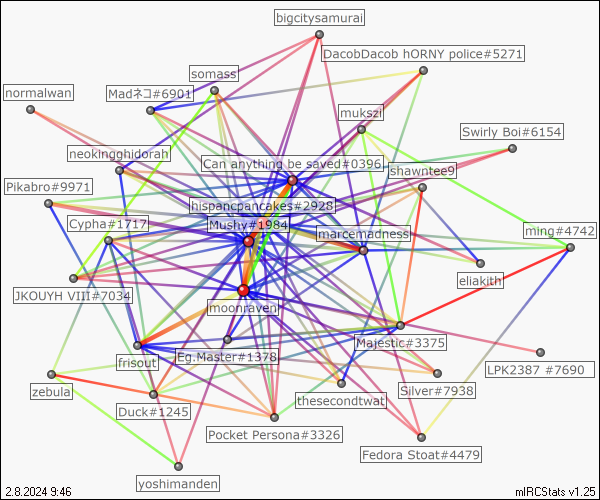 bigcitysamurai
DacobDacob hORNY police#5271
somass
normalwan
Madネコ#6901
mukszi
Swirly Boi#6154
neokingghidorah
Can anything be saved#0396
shawntee9
Pikabro#9971
hispancpancakes#2928
Cypha#1717
Mushy#1984
marcemadness
ming#4742
eliakith
JKOUYH VIII#7034
moonraven
Majestic#3375
frisout
Eg.Master#1378
LPK2387 #7690
zebula
Silver#7938
thesecondtwat
Duck#1245
Pocket Persona#3326
Fedora Stoat#4479
yoshimanden
2.8.2024 9:46
mIRCStats v1.25